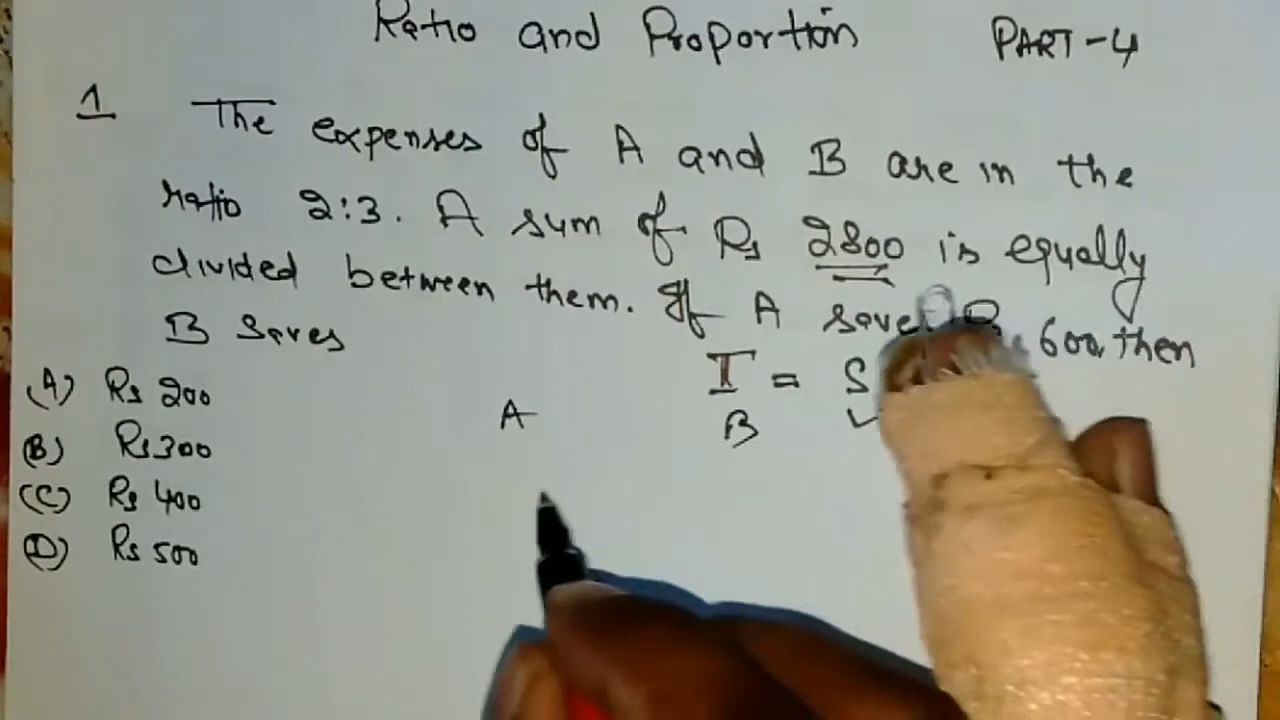 Ratio and Proportion PART-4
1 The expenses of A and B are in the
ratio 2:3. A sum of Rs 2800 is equally
divided between them. If A save 600, then
B saves
I = S
(A) Rs 200
A B
(B) Rs 300
(C) Rs 400
(D) Rs 500